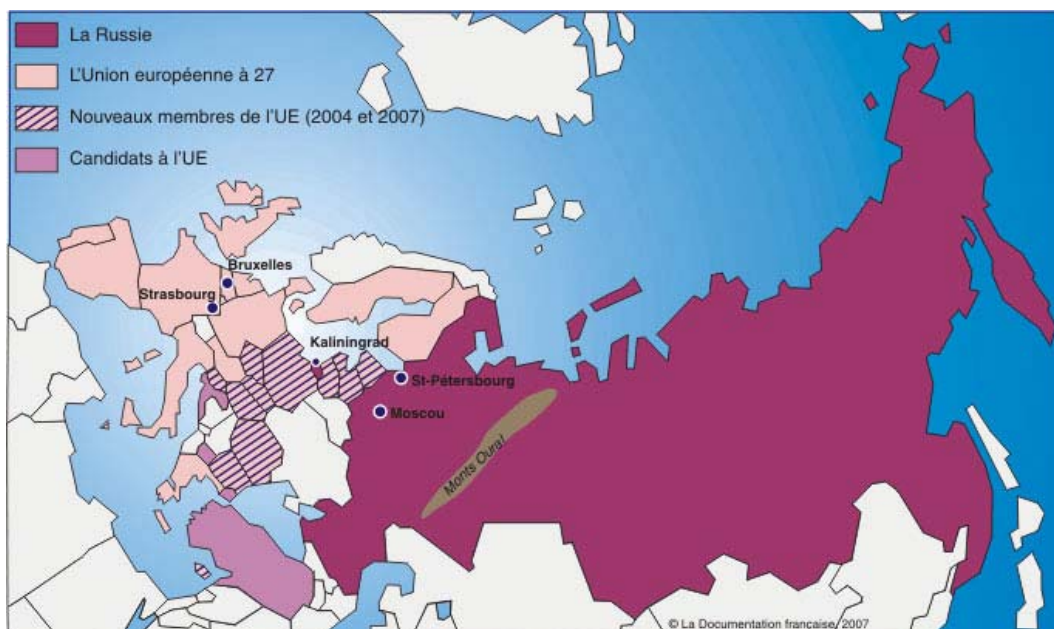 La Russie
L'Union européenne à 27
Nouveaux membres de l'UE (2004 et 2007)
Candidats à l'UE
Bruxelles
Strasbourg
Kaliningrad
St-Pétersbourg
Moscou
Monts Oural
© La Documentation française, 2007